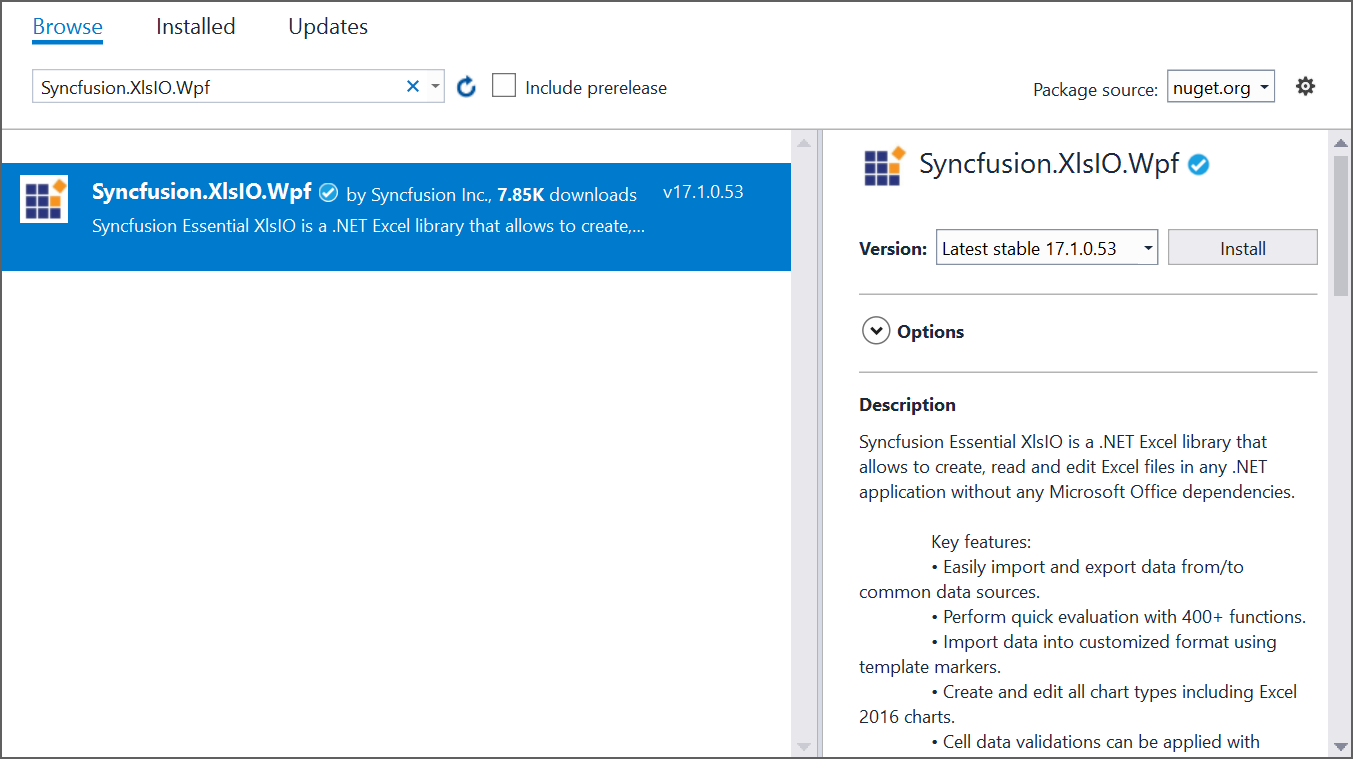 Browse Installed Updates
Syncfusion.XlsIO.Wpf
Include prerelease
Package source: nuget.org
Syncfusion.XlsIO.Wpf by Syncfusion Inc., 7.85K downloads v17.1.0.53
Syncfusion Essential XlsIO is a .NET Excel library that allows to create,...
Syncfusion.XlsIO.Wpf
Version: Latest stable 17.1.0.53 Install
Options
Description
Syncfusion Essential XlsIO is a .NET Excel library that
allows to create, read and edit Excel files in any .NET
application without any Microsoft Office dependencies.
Key features:
• Easily import and export data from/to
common data sources.
• Perform quick evaluation with 400+ functions.
• Import data into customized format using
template markers.
• Create and edit all chart types including Excel
2016 charts.
• Cell data validations can be applied with